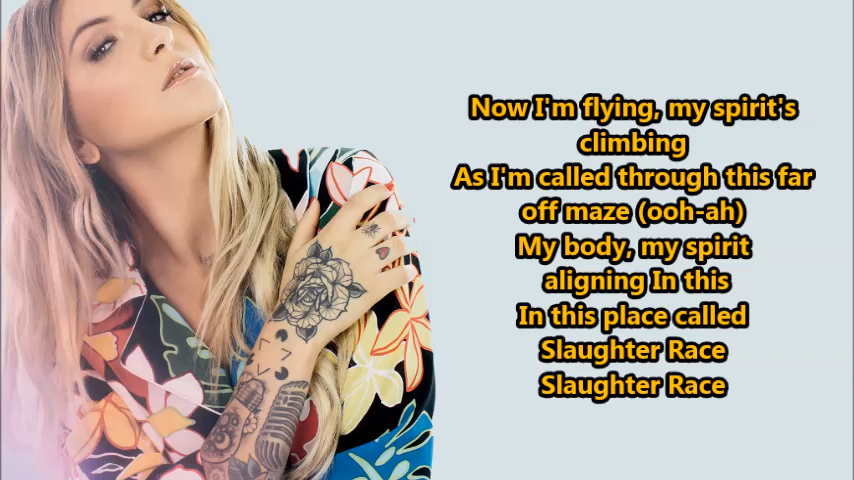 Now I'm flying, my spirit's
climbing
As I'm called through this far
off maze (ooh-ah)
My body, my spirit
aligning In this
In this place called
Slaughter Race
Slaughter Race